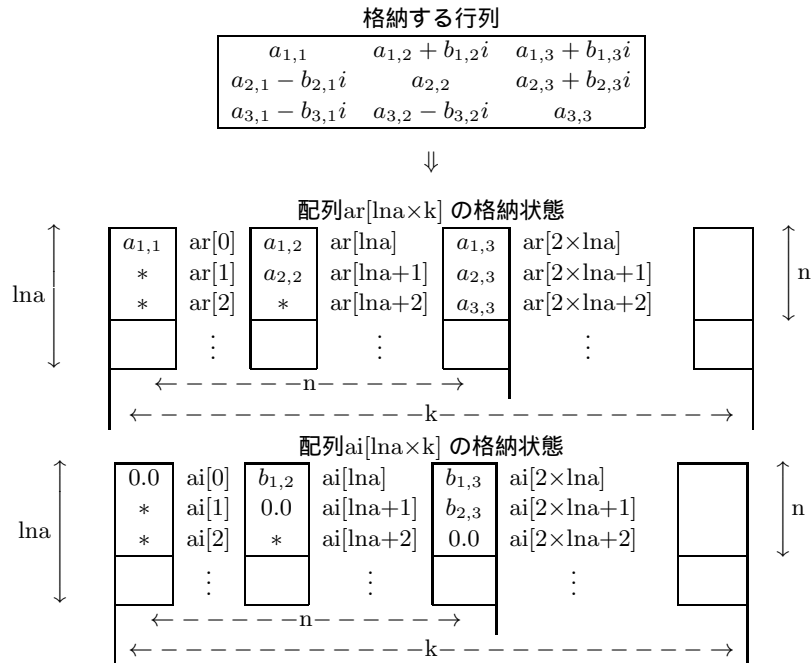 格納する行列
a1,1 a1,2 + b1,2i a1,3 + b1,3i
a2,1 − b2,1i a2,2 a2,3 + b2,3i
a3,1 − b3,1i a3,2 − b3,2i a3,3
⇓
配列ar[lna×k] の格納状態
a1,1 ar[0] a1,2 ar[lna] a1,3 ar[2×lna]
∗ ar[1] a2,2 ar[lna+1] a2,3 ar[2×lna+1] n
lna ∗ ar[2] ∗ ar[lna+2] a3,3 ar[2×lna+2]
⋮ ⋮ ⋮
n
k
配列ai[lna×k] の格納状態
0.0 ai[0] b1,2 ai[lna] b1,3 ai[2×lna]
∗ ai[1] 0.0 ai[lna+1] b2,3 ai[2×lna+1] n
lna ∗ ai[2] ∗ ai[lna+2] 0.0 ai[2×lna+2]
⋮ ⋮ ⋮
n
k